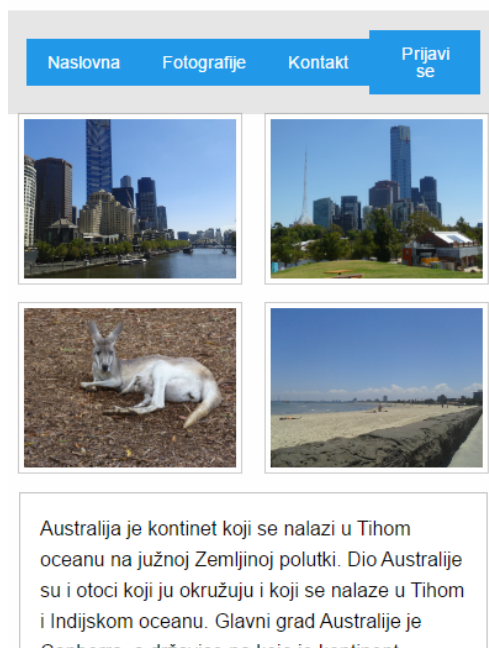 Naslovna Fotografije Kontakt Prijavi
se
Australija je kontinet koji se nalazi u Tihom
oceanu na južnoj Zemljinoj polutki. Dio Australije
su i otoci koji ju okružuju i koji se nalaze u Tihom
i Indijskom oceanu. Glavni grad Australije je